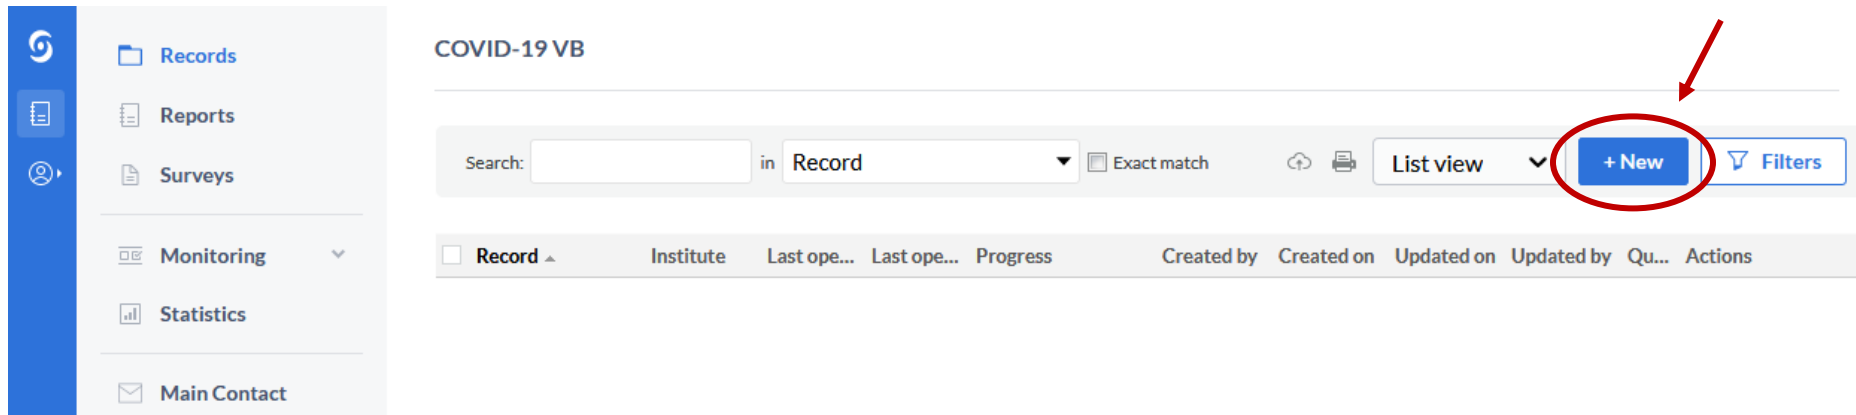 COVID-19 VB
Records
Reports
Surveys
Monitoring
Statistics
Main Contact
Search:
in
Record
Exact match
List view
+ New
Filters
Record Institute Last ope... Last ope... Progress Created by Created on Updated on Updated by Qu... Actions